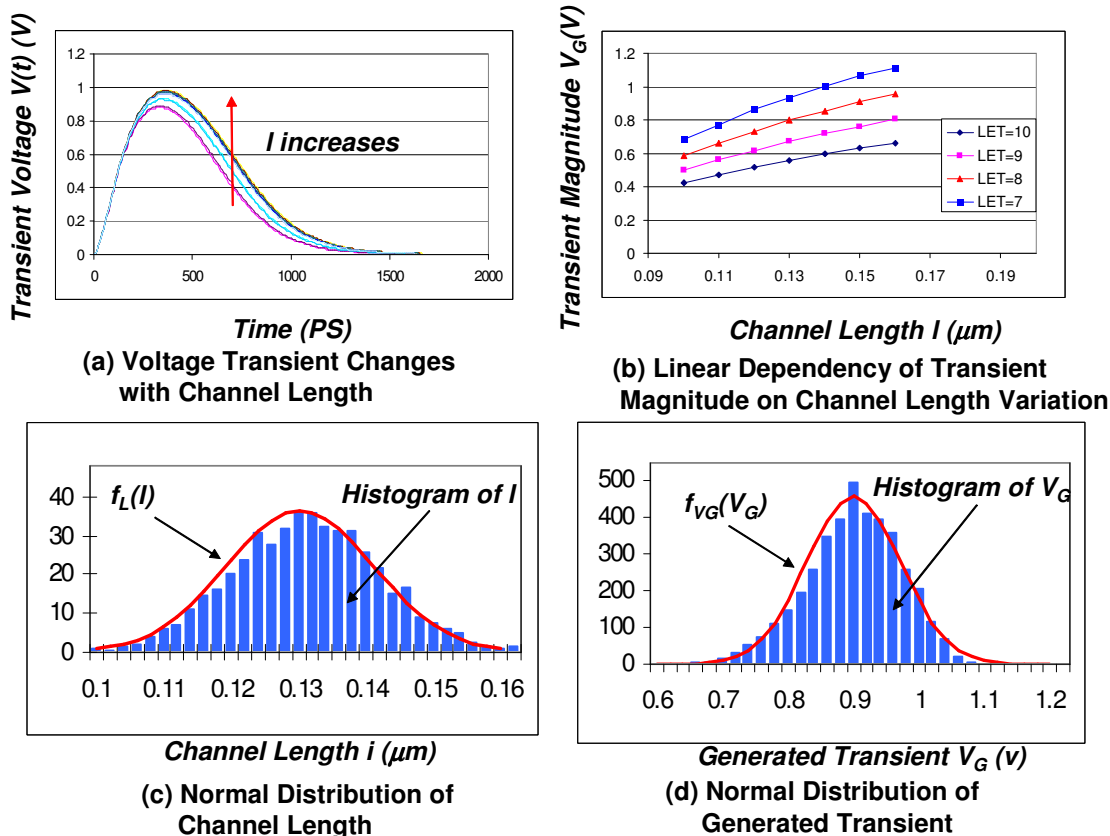 Transient Voltage V(t) (V)
1.2
1
0.8
0.6
0.4
0.2
0
0
500
1000
1500
2000
l increases
Time (PS)
(a) Voltage Transient Changes
with Channel Length
Transient Magnitude VG(V)
1.2
1
0.8
0.6
0.4
0.2
0
0.09
0.11
0.13
0.15
0.17
0.19
LET=10
LET=9
LET=8
LET=7
Channel Length l (μm)
(b) Linear Dependency of Transient
Magnitude on Channel Length Variation
40
30
20
10
0
0.1
0.11
0.12
0.13
0.14
0.15
0.16
fL(l)
Histogram of l
Channel Length i (μm)
(c) Normal Distribution of
Channel Length
500
400
300
200
100
0
0.6
0.7
0.8
0.9
1
1.1
1.2
fVG(VG)
Histogram of VG
Generated Transient VG (v)
(d) Normal Distribution of
Generated Transient